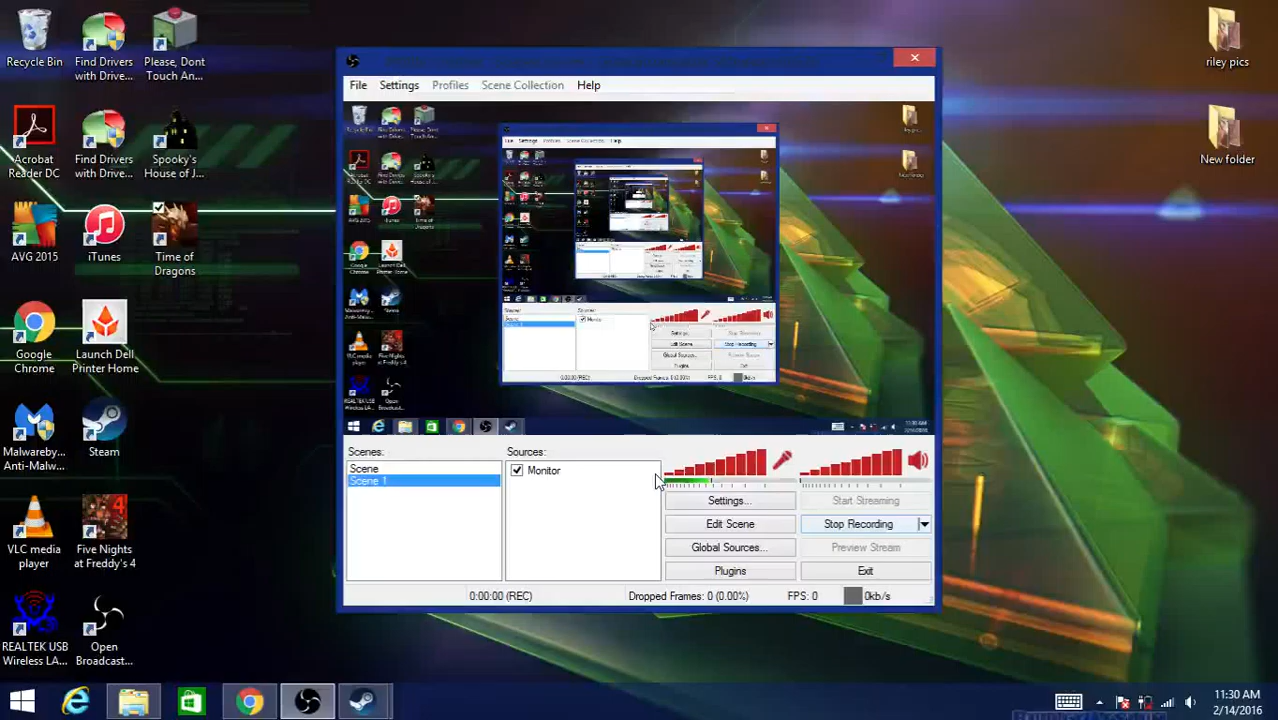 Recycle Bin
Find Drivers
with Drive...
Please, Dont
Touch An...
Acrobat
Reader DC
Find Drivers
with Drive...
Spooky's
House of J...
AVG 2015
iTunes
Time of
Dragons
Google
Chrome
Launch Dell
Printer Home
Malwareby...
Anti-Malw...
Steam
VLC media
player
Five Nights
at Freddy's 4
REALTEK USB
Wireless LA...
Open
Broadcast...
riley pics
New folder
File Settings Profiles Scene Collection Help
Scenes:
Scene
Scene 1
Sources:
Monitor
Settings...
Start Streaming
Edit Scene
Stop Recording
Global Sources...
Preview Stream
Plugins
Exit
0:00:00 (REC)
Dropped Frames: 0 (0.00%)
FPS: 0
0kb/s
11:30 AM
2/14/2016